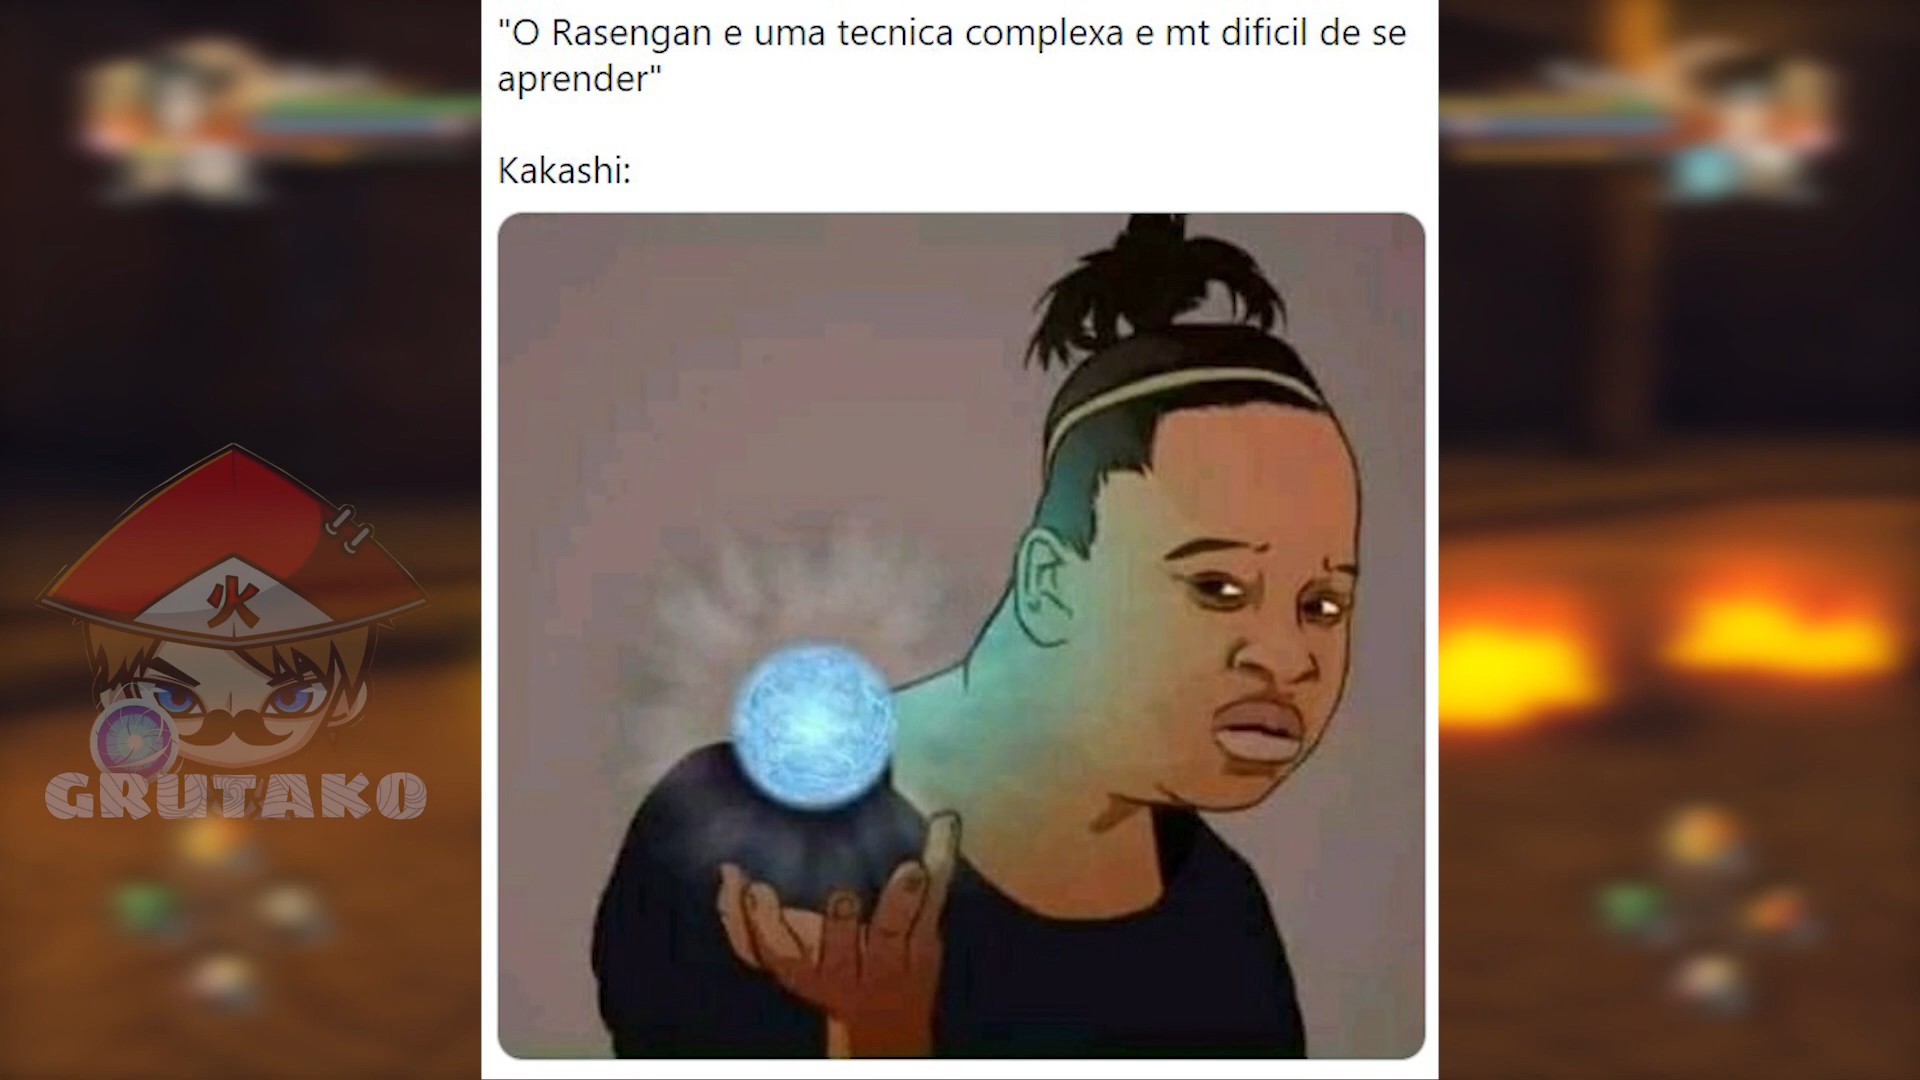 "O Rasengan e uma tecnica complexa e mt dificil de se
aprender"
Kakashi:
火
GRUTAKO